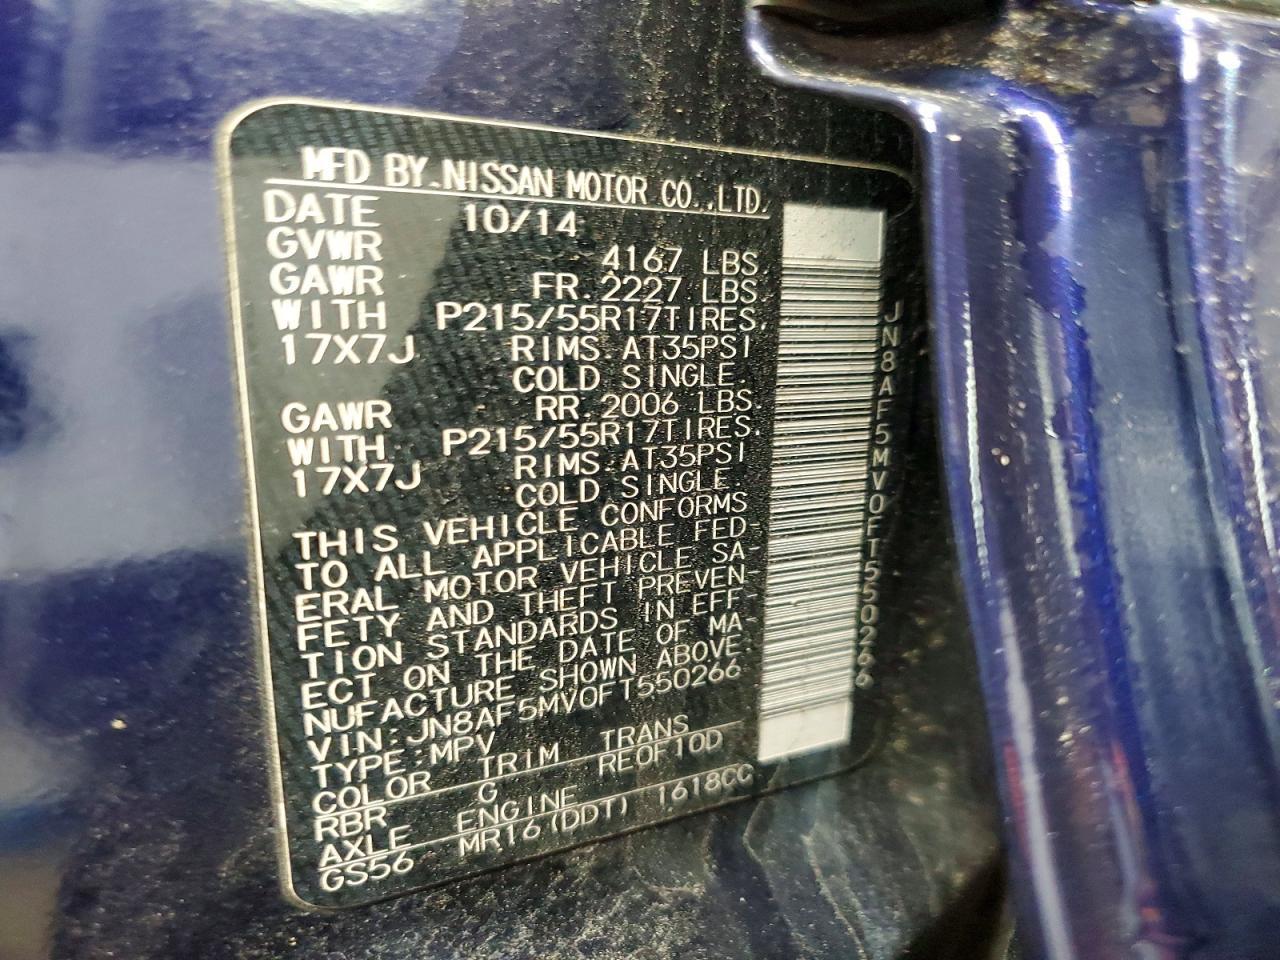 MFD BY.NISSAN MOTOR CO.,LTD.
DATE 10/14
GVWR 4167 LBS.
GAWR FR. 2227 LBS.
WITH P215/55R17TIRES.
17X7J RIMS.AT35PSI
COLD SINGLE.
GAWR RR. 2006 LBS.
WITH P215/55R17TIRES.
17X7J RIMS.AT35PSI
COLD SINGLE.
THIS VEHICLE CONFORMS
TO ALL APPLICABLE FED-
ERAL MOTOR VEHICLE SA-
FETY AND THEFT PREVEN-
TION STANDARDS IN EFF-
ECT ON THE DATE OF MA-
NUFACTURE SHOWN ABOVE.
VIN:JN8AF5MV0FT550266
TYPE:MPV
COLOR TRIM TRANS
RBR G RE0F10D
AXLE ENGINE
GS56 MR16(DDT) 1618CC
JN8AF5MV0FT550266